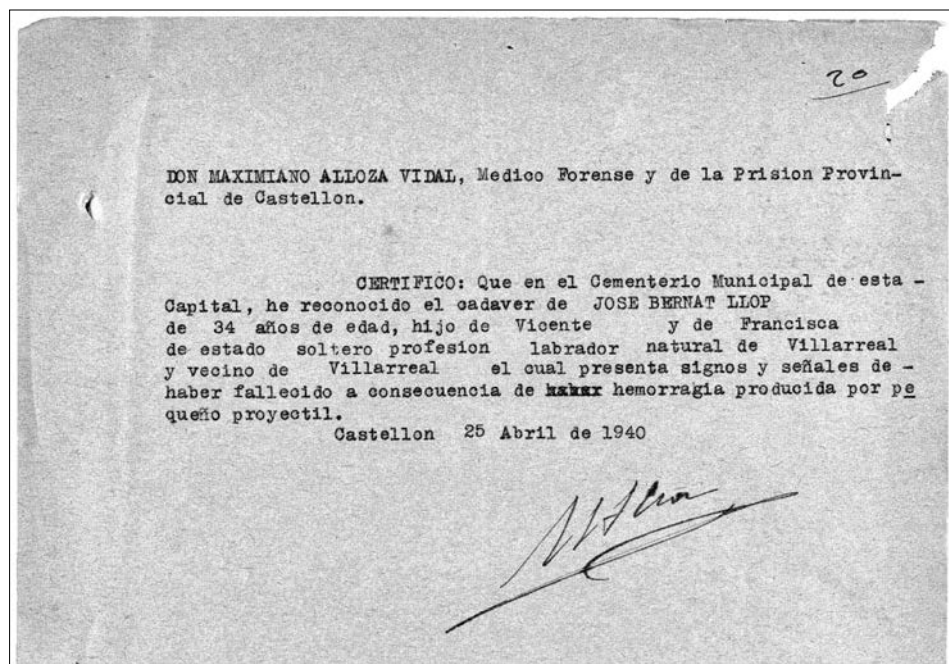 20
DON MAXIMIANO ALLOZA VIDAL, Medico Forense y de la Prision Provin-
cial de Castellon.
CERTIFICO: Que en el Cementerio Municipal de esta -
Capital, he reconocido el cadaver de JOSE BERNAT LLOP
de 34 años de edad, hijo de Vicente y de Francisca
de estado soltero profesion labrador natural de Villarreal
y vecino de Villarreal el cual presenta signos y señales de -
haber fallecido a consecuencia de hemorragia producida por pe
queño proyectil.
Castellon 25 Abril de 1940